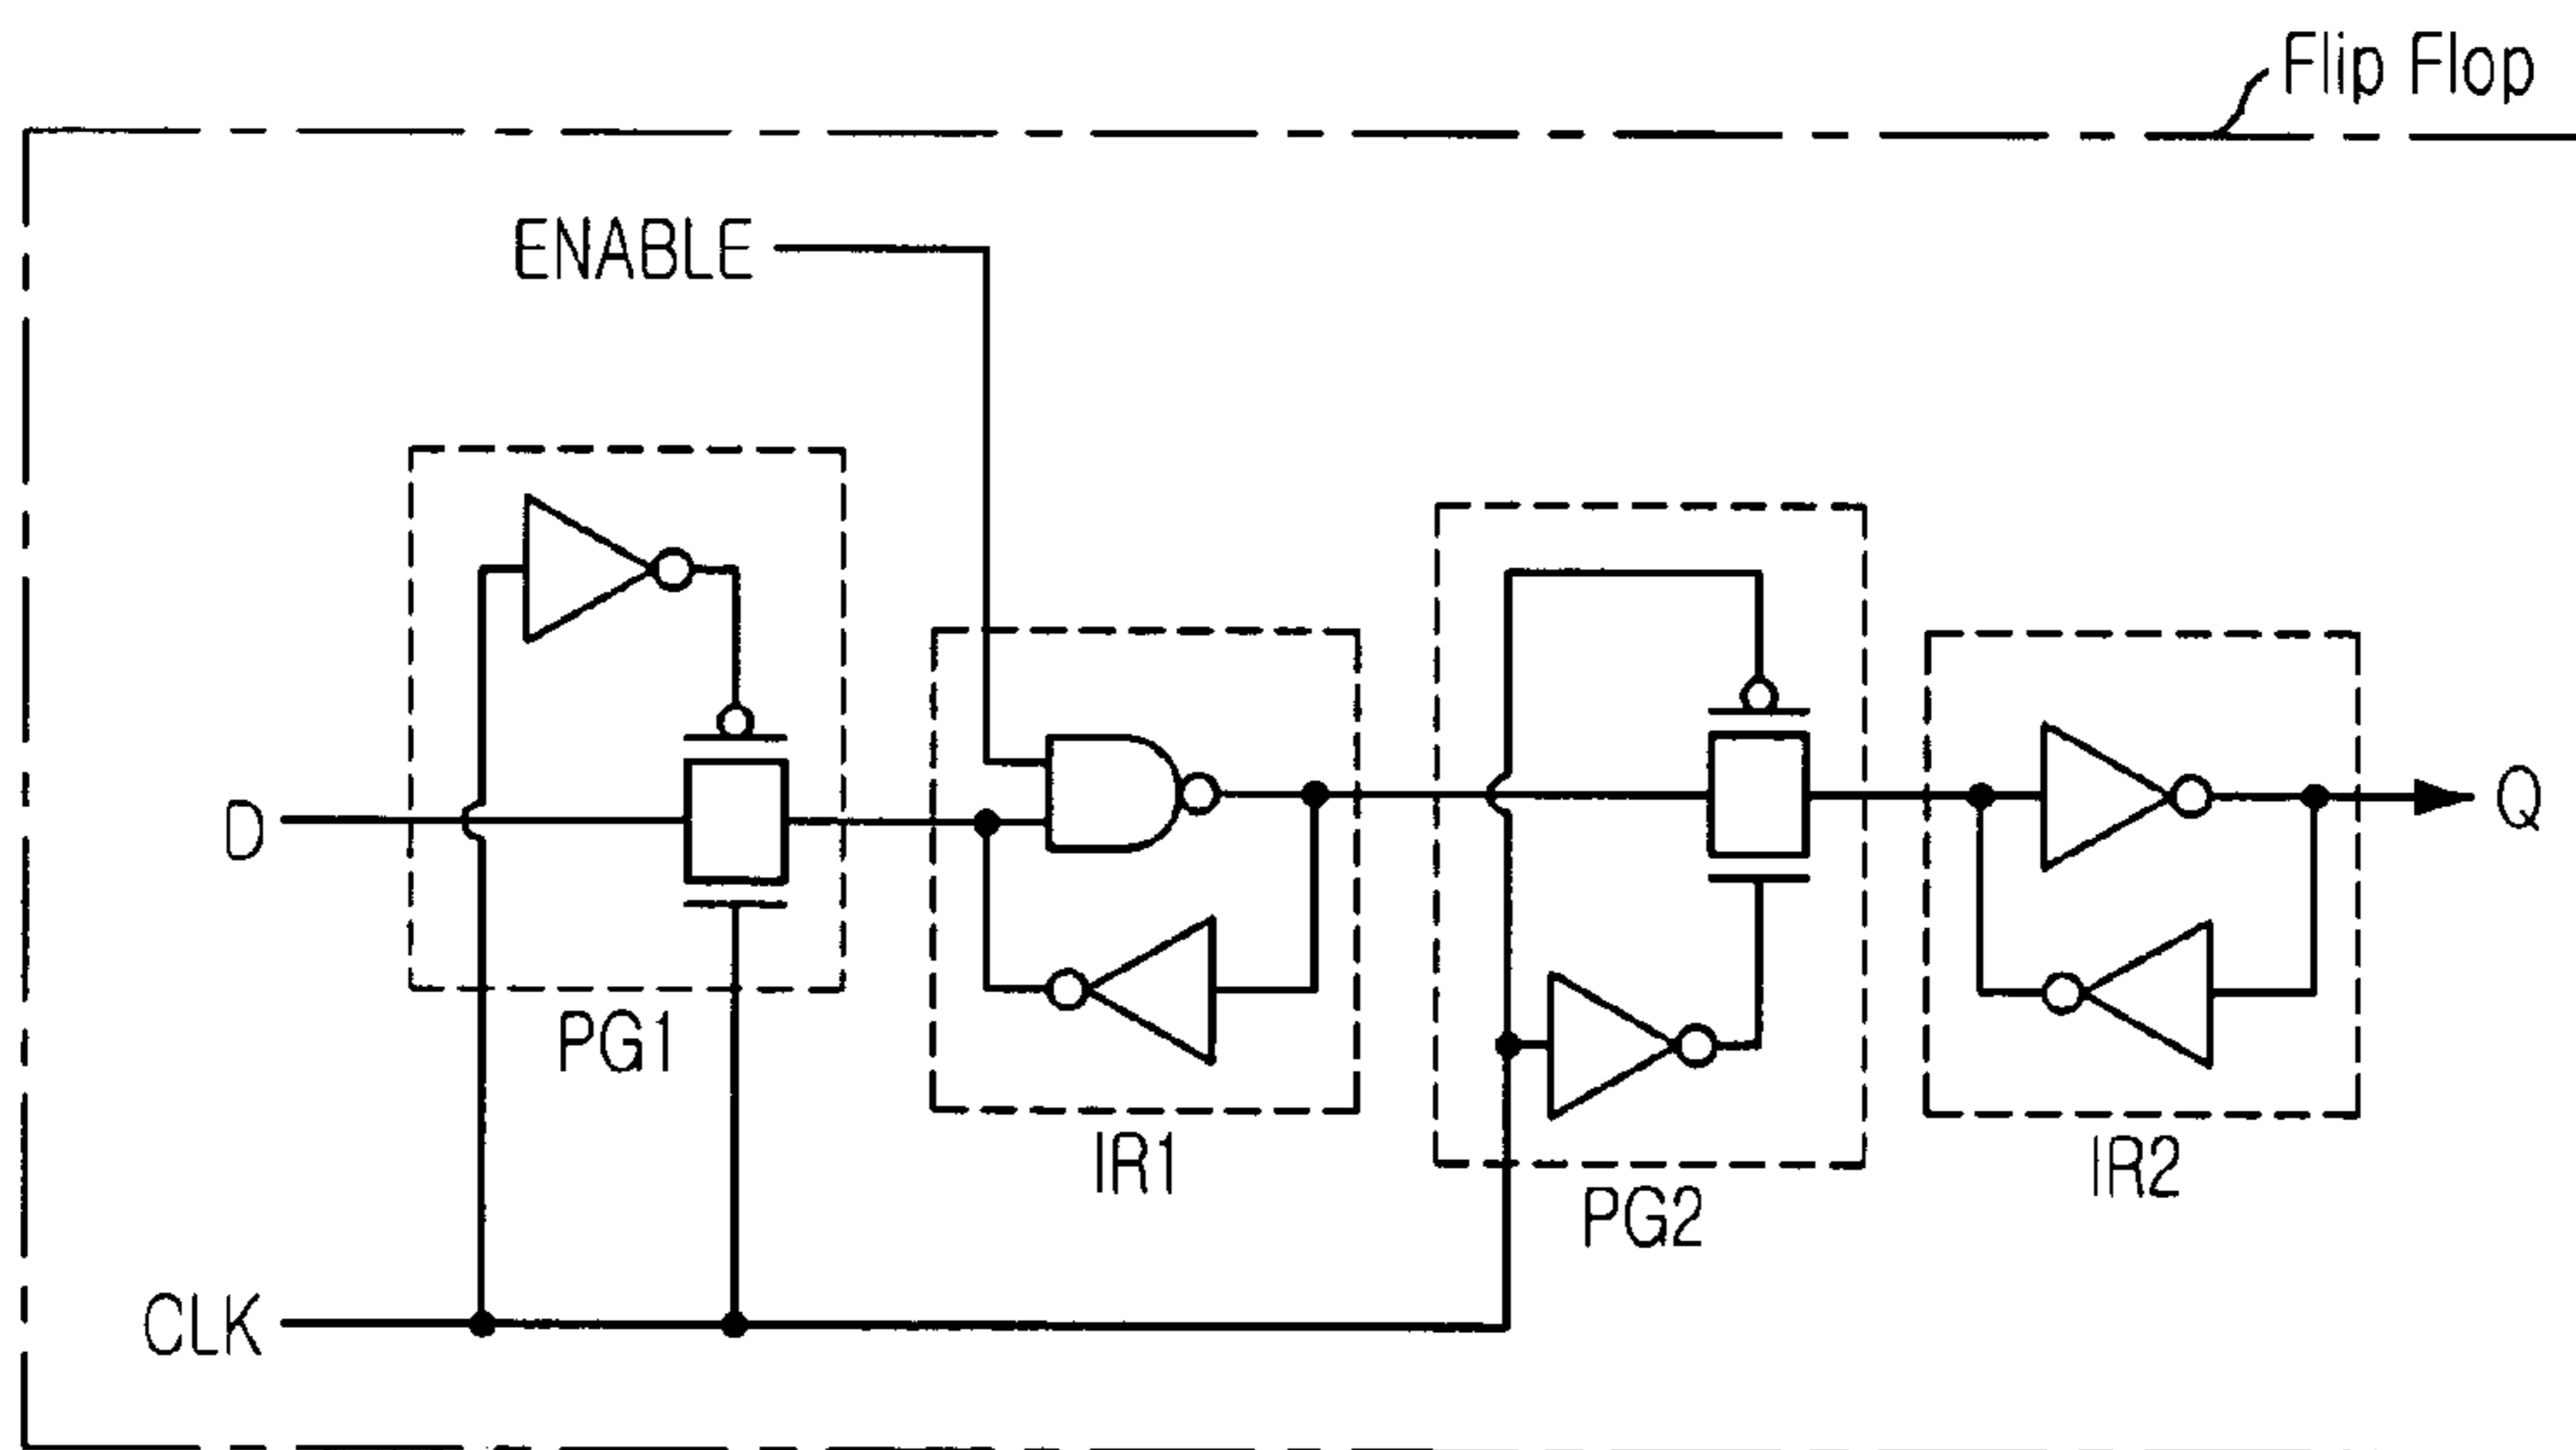 Flip Flop
ENABLE
D
PG1
IR1
PG2
IR2
Q
CLK